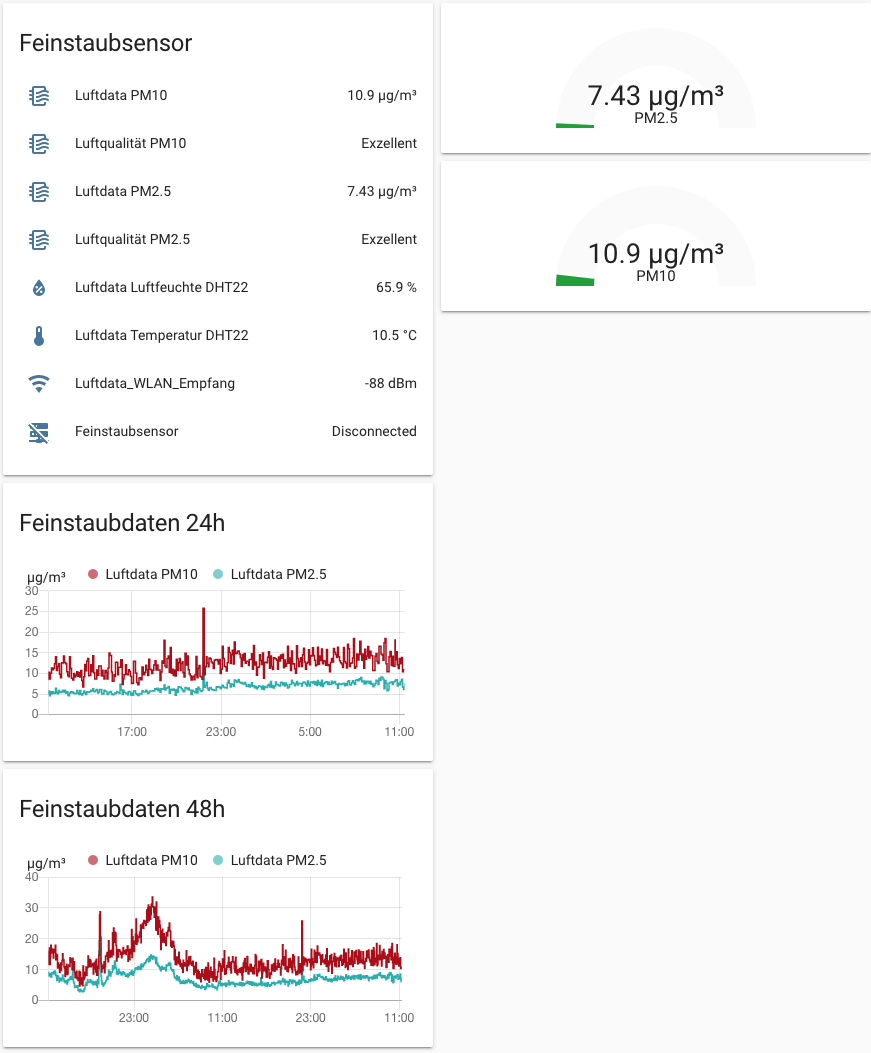 Feinstaubsensor
Luftdata PM10 10.9 µg/m³
Luftqualität PM10 Exzellent
Luftdata PM2.5 7.43 µg/m³
Luftqualität PM2.5 Exzellent
Luftdata Luftfeuchte DHT22 65.9 %
Luftdata Temperatur DHT22 10.5 °C
Luftdata_WLAN_Empfang -88 dBm
Feinstaubsensor Disconnected
7.43 µg/m³
PM2.5
10.9 µg/m³
PM10
Feinstaubdaten 24h
µg/m³ Luftdata PM10 Luftdata PM2.5
30
25
20
15
10
5
0
17:00 23:00 5:00 11:00
Feinstaubdaten 48h
µg/m³ Luftdata PM10 Luftdata PM2.5
40
30
20
10
0
23:00 11:00 23:00 11:00